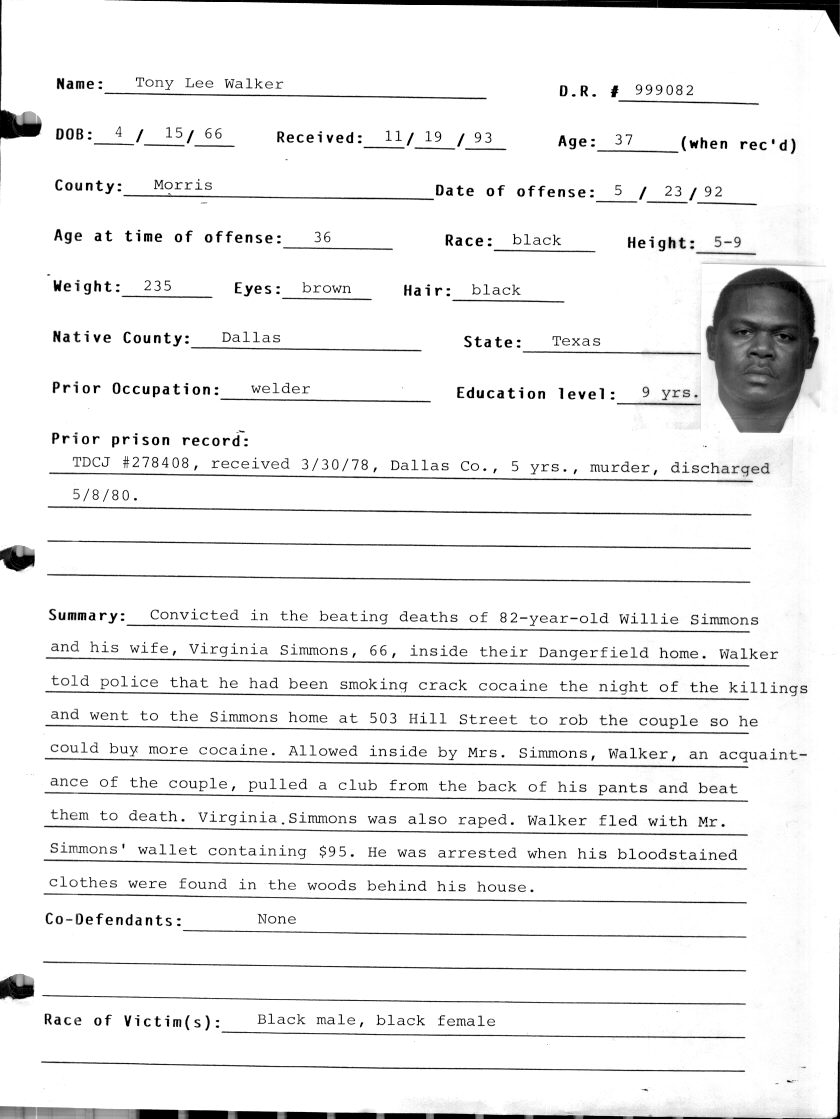 Name: Tony Lee Walker D.R. # 999082
DOB: 4 / 15/ 66 Received: 11/ 19 / 93 Age: 37 (when rec'd)
County: Morris Date of offense: 5 / 23 / 92
Age at time of offense: 36 Race: black Height: 5-9
Weight: 235 Eyes: brown Hair: black
Native County: Dallas State: Texas
Prior Occupation: welder Education level: 9 yrs.
Prior prison record:
TDCJ #278408, received 3/30/78, Dallas Co., 5 yrs., murder, discharged
5/8/80.
Summary: Convicted in the beating deaths of 82-year-old Willie Simmons
and his wife, Virginia Simmons, 66, inside their Dangerfield home. Walker
told police that he had been smoking crack cocaine the night of the killings
and went to the Simmons home at 503 Hill Street to rob the couple so he
could buy more cocaine. Allowed inside by Mrs. Simmons, Walker, an acquaint-
ance of the couple, pulled a club from the back of his pants and beat
them to death. Virginia Simmons was also raped. Walker fled with Mr.
Simmons' wallet containing $95. He was arrested when his bloodstained
clothes were found in the woods behind his house.
Co-Defendants: None
Race of Victim(s): Black male, black female